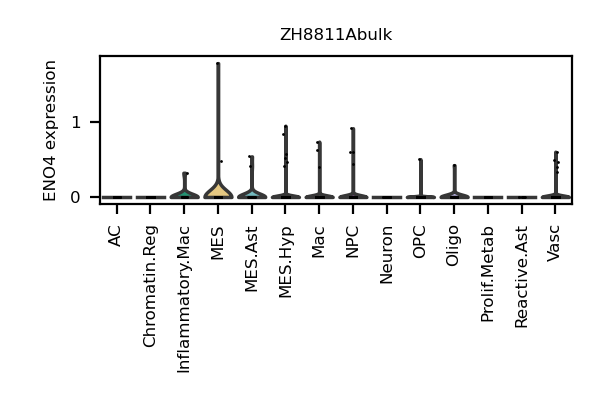 ZH8811Abulk
ENO4 expression
1
0
AC
Chromatin.Reg
Inflammatory.Mac
MES
MES.Ast
MES.Hyp
Mac
NPC
Neuron
OPC
Oligo
Prolif.Metab
Reactive.Ast
Vasc